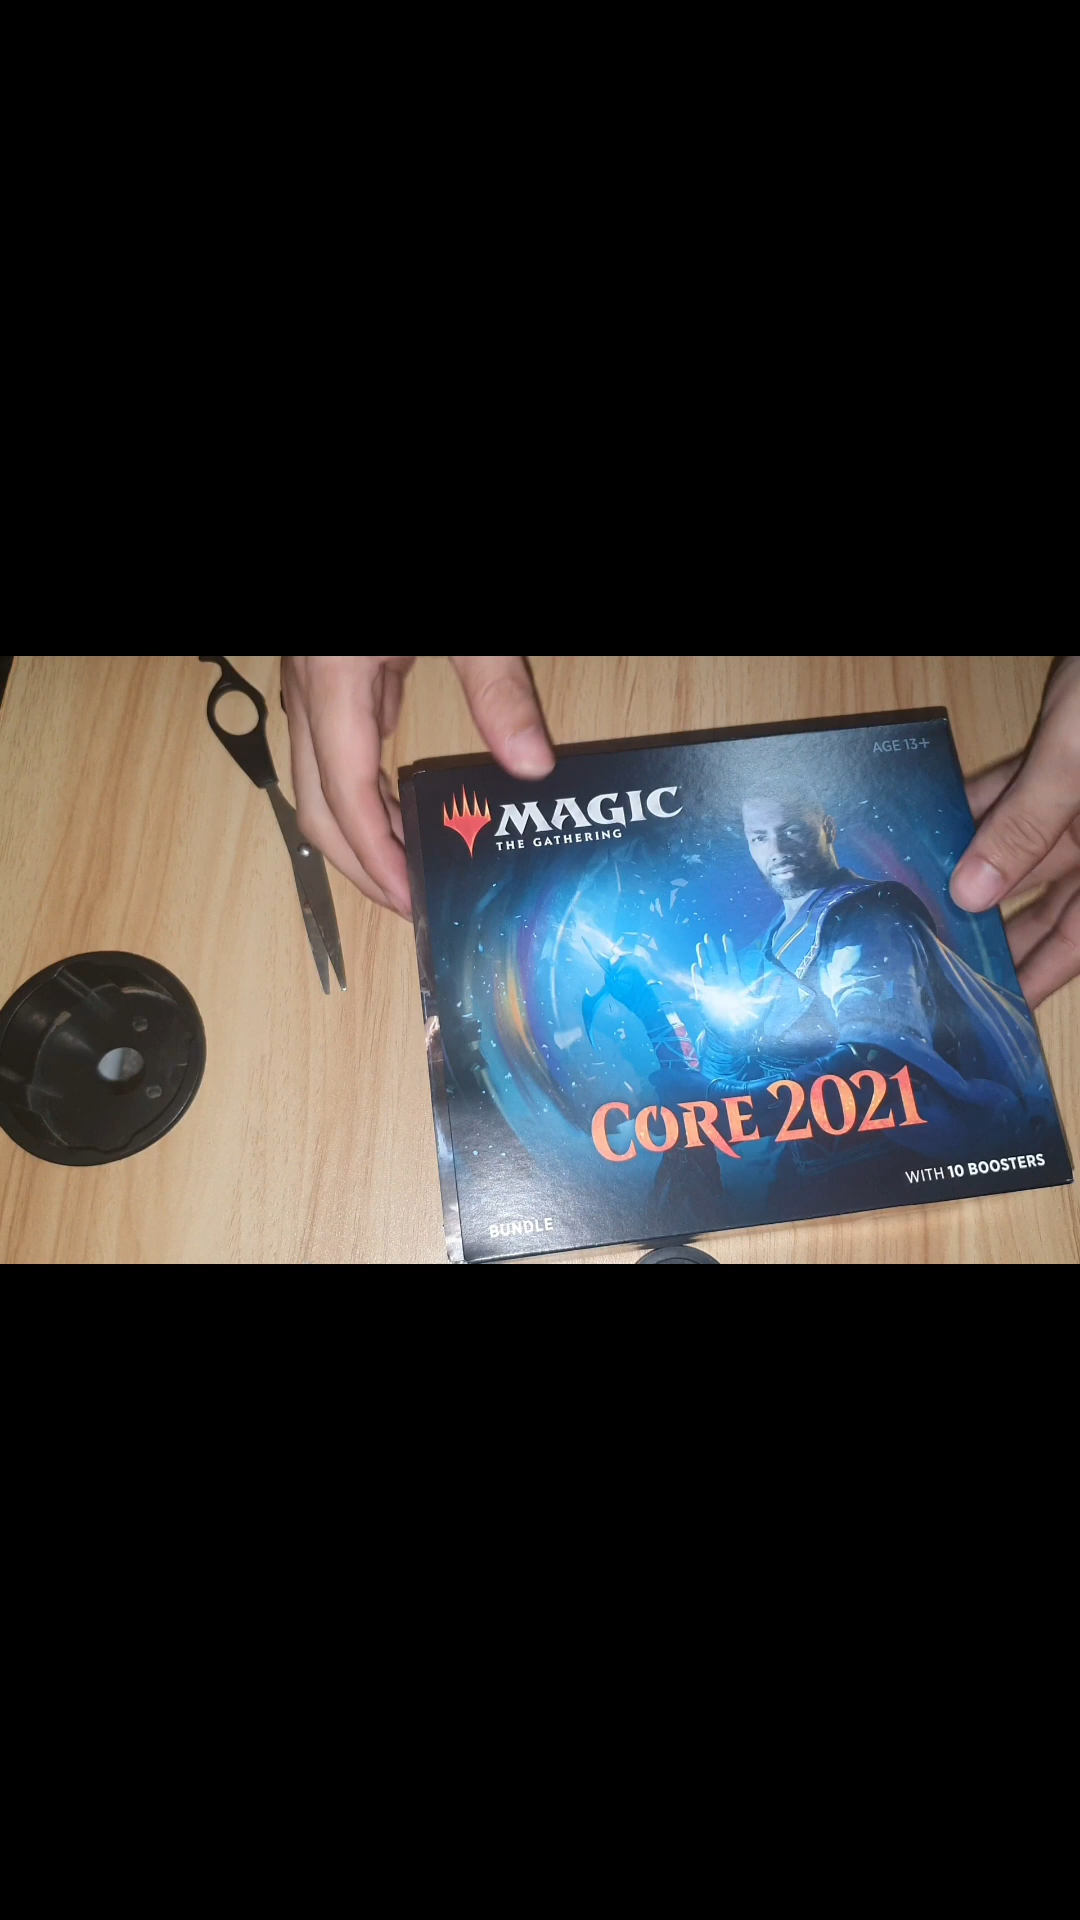 AGE 13+
MAGIC
THE GATHERING
CORE 2021
WITH 10 BOOSTERS
BUNDLE